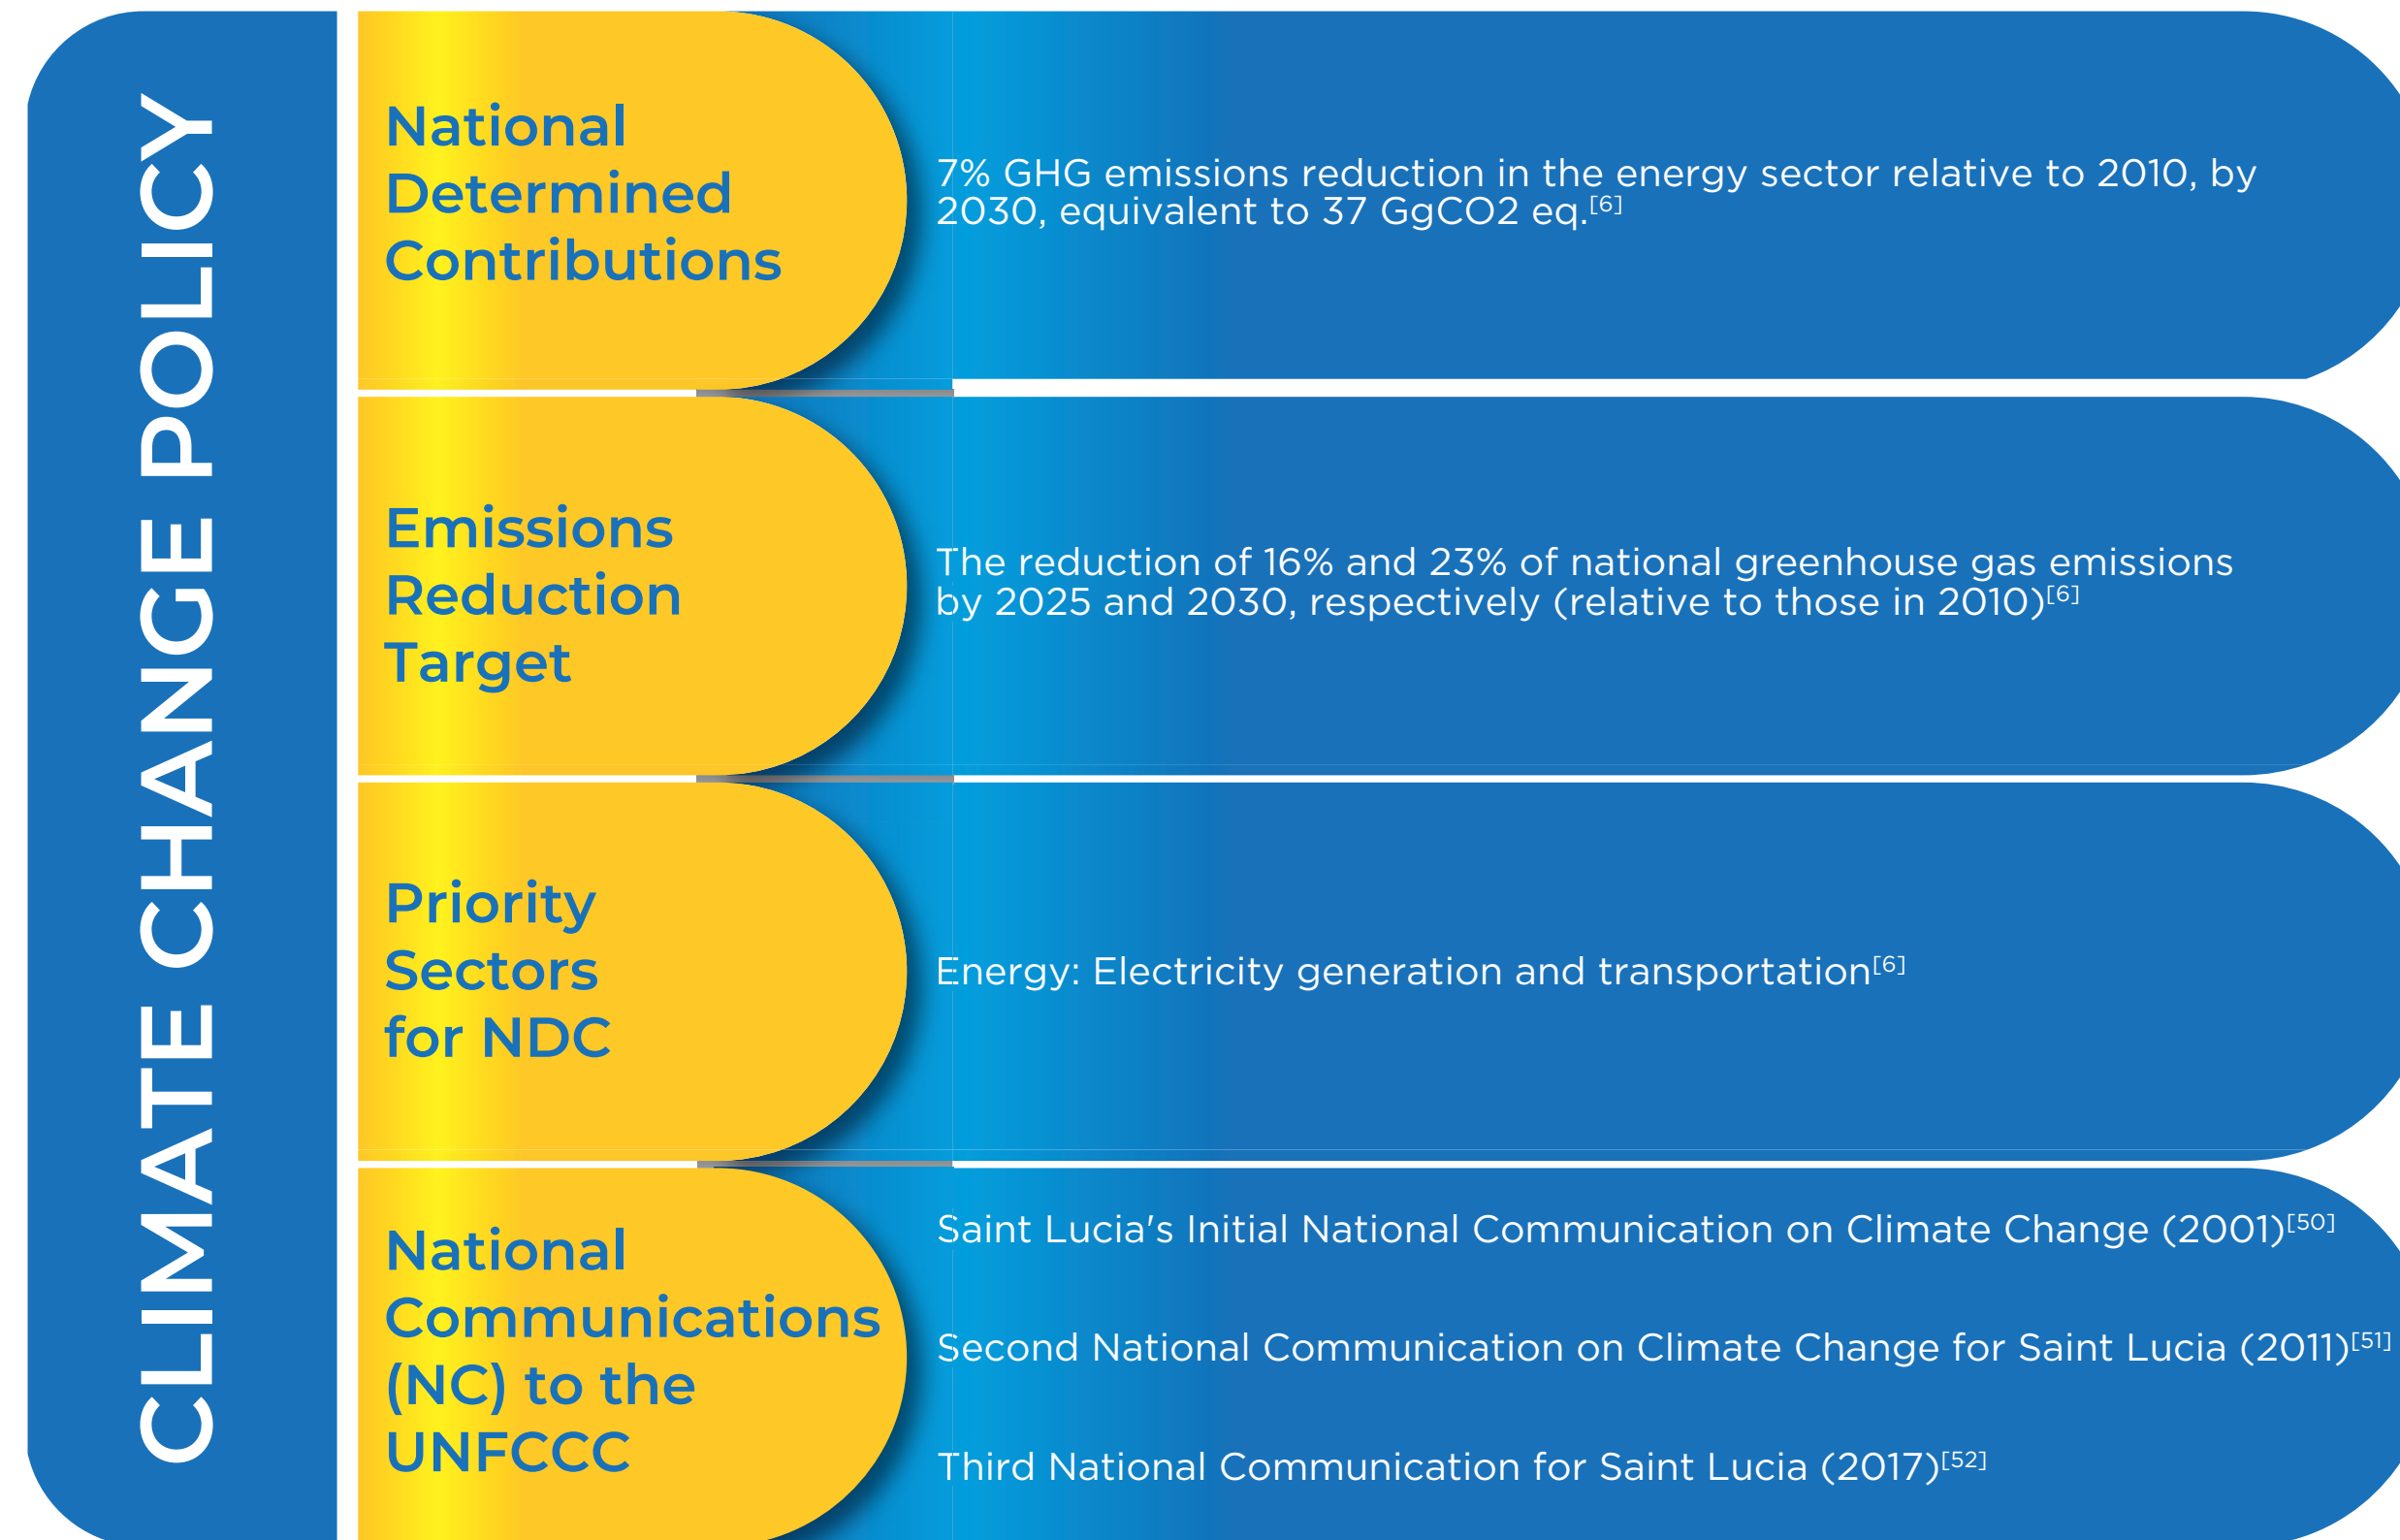 CLIMATE CHANGE POLICY
National
Determined
Contributions
7% GHG emissions reduction in the energy sector relative to 2010, by
2030, equivalent to 37 GgCO2 eq.[6]
Emissions
Reduction
Target
The reduction of 16% and 23% of national greenhouse gas emissions
by 2025 and 2030, respectively (relative to those in 2010)[6]
Priority
Sectors
for NDC
Energy: Electricity generation and transportation[6]
National
Communications
(NC) to the
UNFCCC
Saint Lucia's Initial National Communication on Climate Change (2001)[50]
Second National Communication on Climate Change for Saint Lucia (2011)[51]
Third National Communication for Saint Lucia (2017)[52]